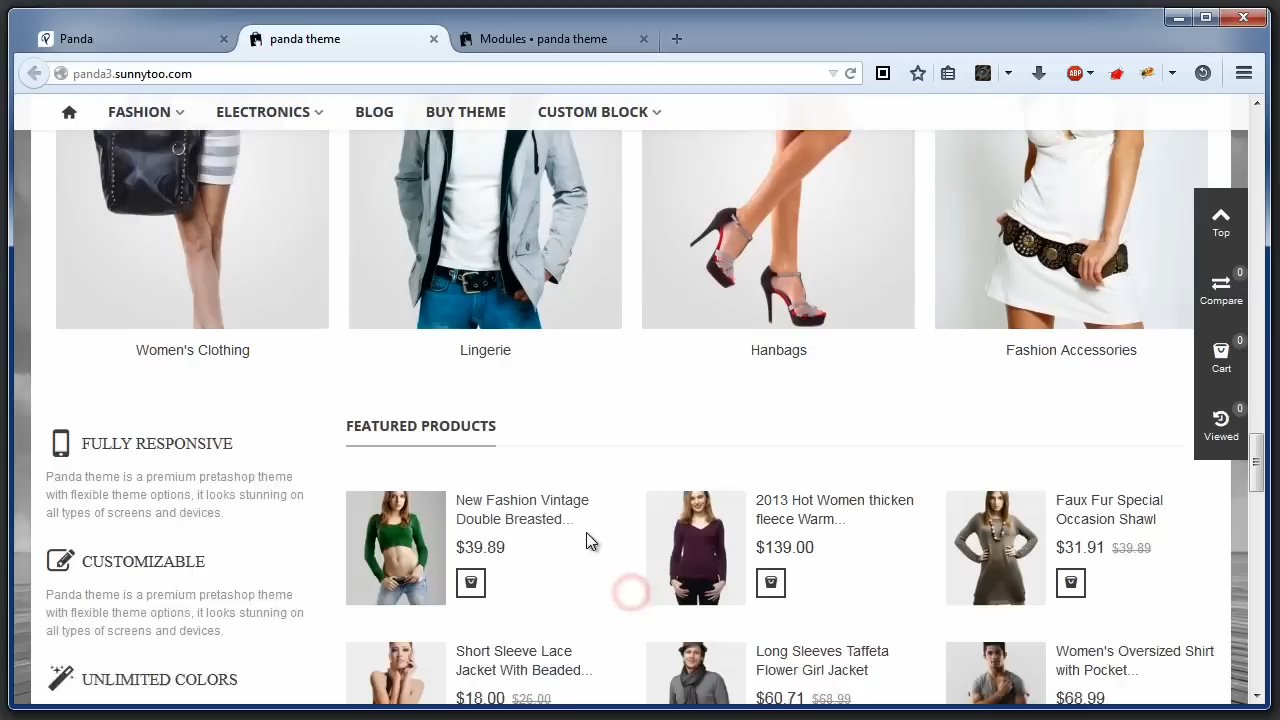 Panda
panda theme
Modules • panda theme
panda3.sunnytoo.com
ABP
FASHION
ELECTRONICS
BLOG
BUY THEME
CUSTOM BLOCK
Top
0
Compare
0
Cart
0
Viewed
Women's Clothing
Lingerie
Hanbags
Fashion Accessories
FULLY RESPONSIVE
Panda theme is a premium pretashop theme
with flexible theme options, it looks stunning on
all types of screens and devices.
CUSTOMIZABLE
Panda theme is a premium pretashop theme
with flexible theme options, it looks stunning on
all types of screens and devices.
UNLIMITED COLORS
FEATURED PRODUCTS
New Fashion Vintage
Double Breasted...
$39.89
2013 Hot Women thicken
fleece Warm...
$139.00
Faux Fur Special
Occasion Shawl
$31.91 $39.89
Short Sleeve Lace
Jacket With Beaded...
$18.00 $26.00
Long Sleeves Taffeta
Flower Girl Jacket
$60.71 $68.99
Women's Oversized Shirt
with Pocket...
$68.99